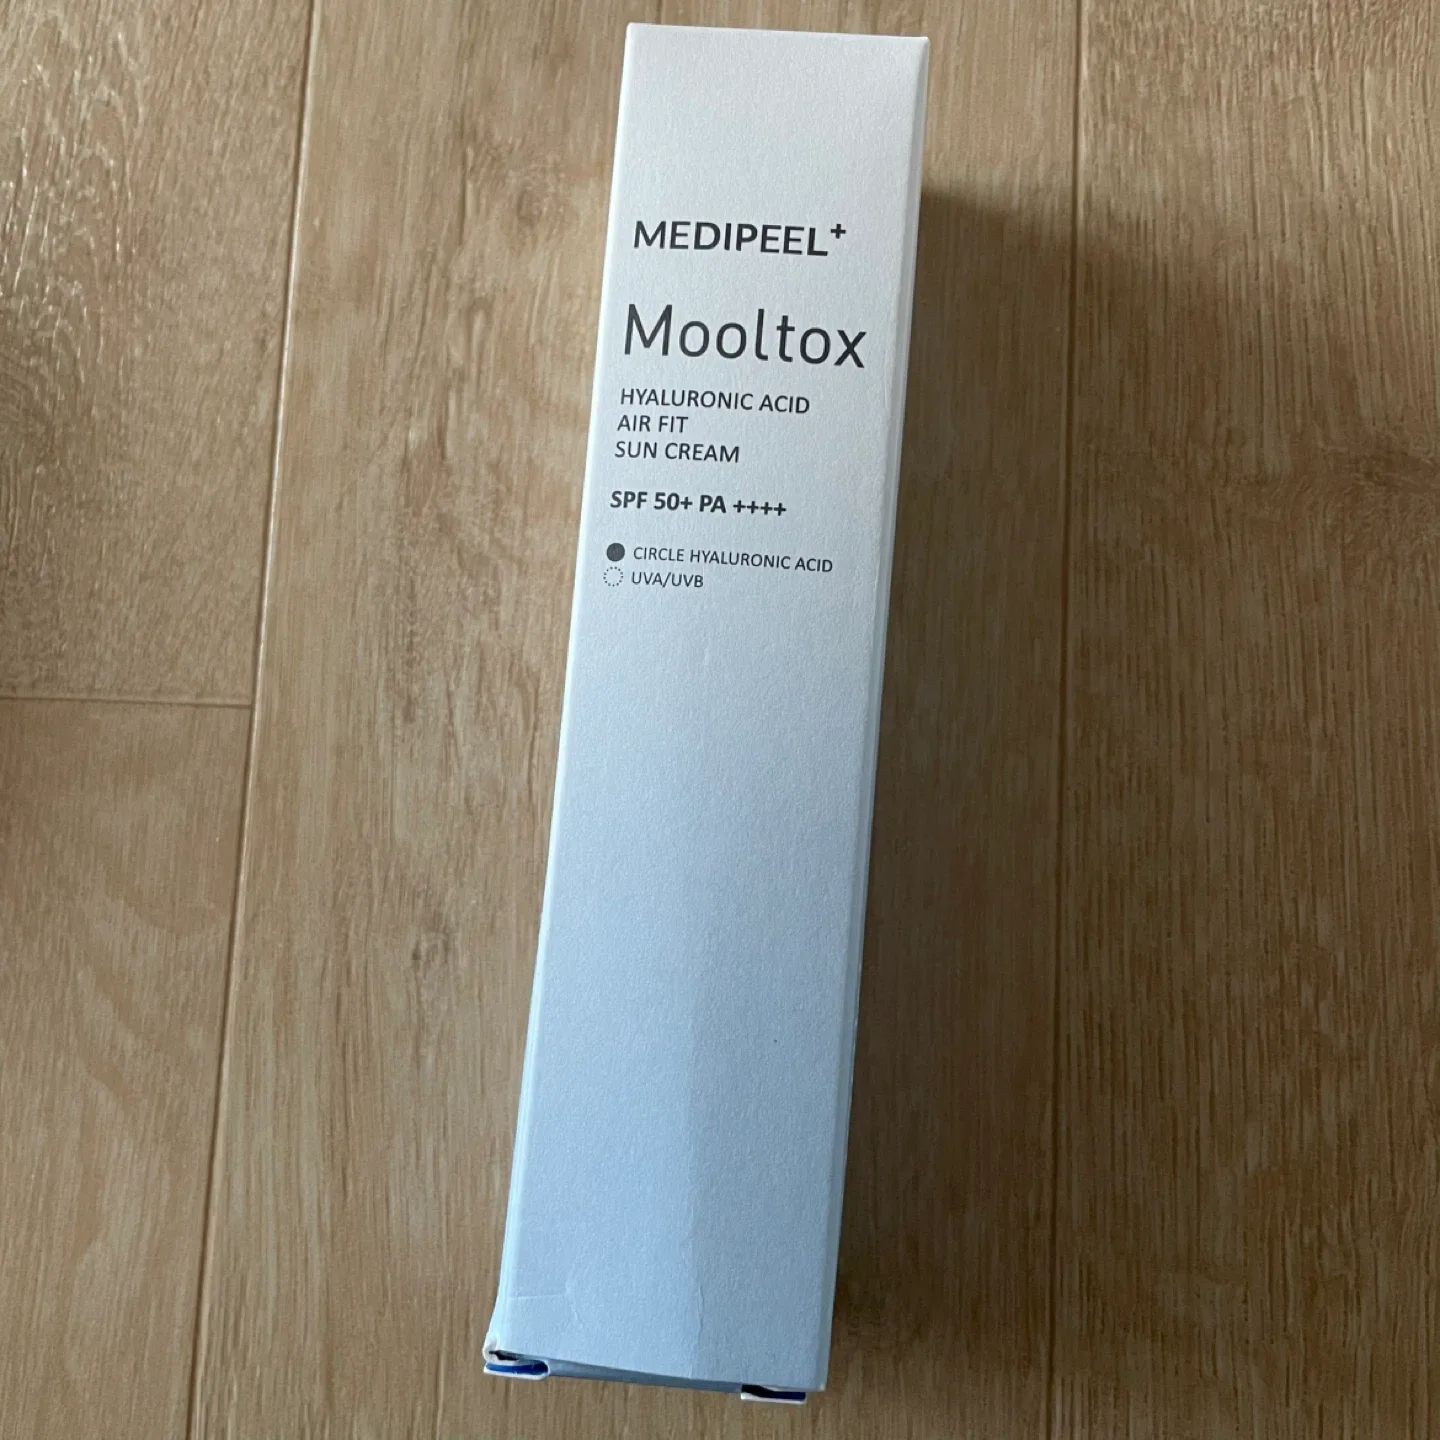 MEDIPEEL+
Mooltox
HYALURONIC ACID
AIR FIT
SUN CREAM
SPF 50+ PA ++++
CIRCLE HYALURONIC ACID
UVA/UVB